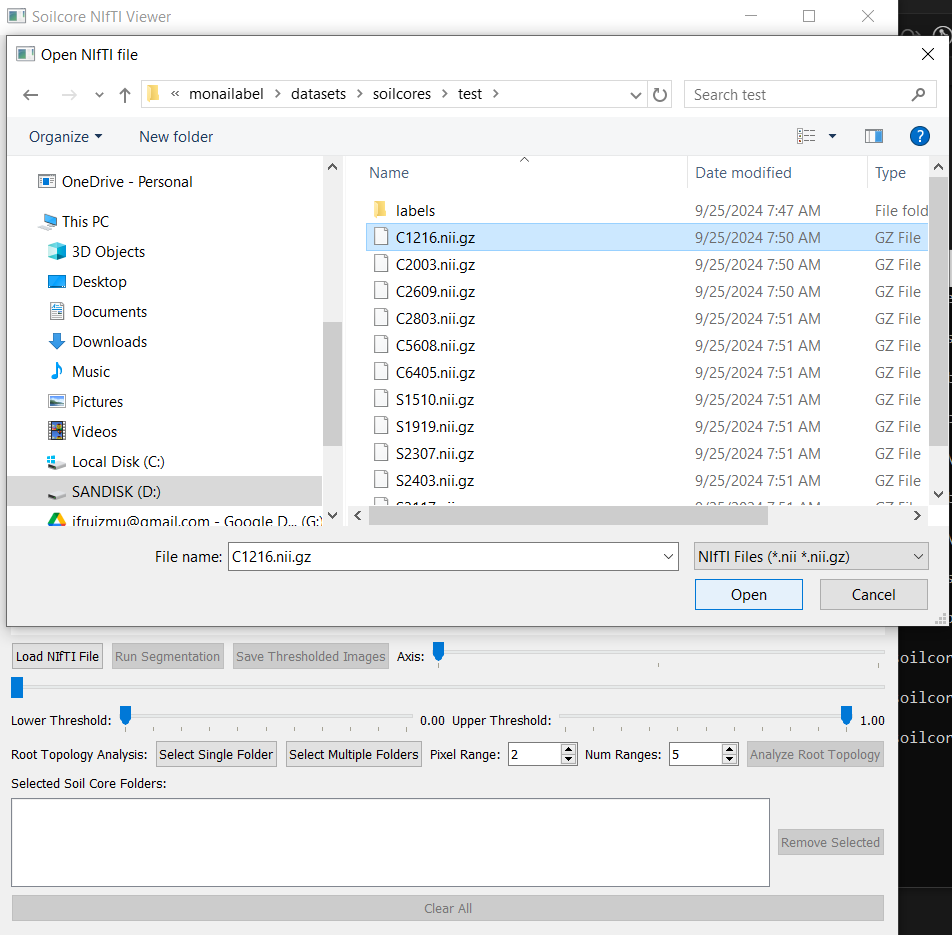 Soilcore NIfTI Viewer
Open NIfTI file
« monailabel > datasets > soilcores > test >
Search test
Organize
New folder
OneDrive - Personal
This PC
3D Objects
Desktop
Documents
Downloads
Music
Pictures
Videos
Local Disk (C:)
SANDISK (D:)
ifruizmu@gmail.com - Google D... (G:)
Name Date modified Type
labels 9/25/2024 7:47 AM File fold
C1216.nii.gz 9/25/2024 7:50 AM GZ File
C2003.nii.gz 9/25/2024 7:50 AM GZ File
C2609.nii.gz 9/25/2024 7:50 AM GZ File
C2803.nii.gz 9/25/2024 7:51 AM GZ File
C5608.nii.gz 9/25/2024 7:51 AM GZ File
C6405.nii.gz 9/25/2024 7:51 AM GZ File
S1510.nii.gz 9/25/2024 7:51 AM GZ File
S1919.nii.gz 9/25/2024 7:51 AM GZ File
S2307.nii.gz 9/25/2024 7:51 AM GZ File
S2403.nii.gz 9/25/2024 7:51 AM GZ File
File name: C1216.nii.gz
NIfTI Files (*.nii *.nii.gz)
Open
Cancel
Load NIfTI File Run Segmentation Save Thresholded Images Axis:
Lower Threshold: 0.00 Upper Threshold: 1.00
Root Topology Analysis: Select Single Folder Select Multiple Folders Pixel Range: 2 Num Ranges: 5 Analyze Root Topology
Selected Soil Core Folders:
Remove Selected
Clear All
oilcor
oilcor
oilcor